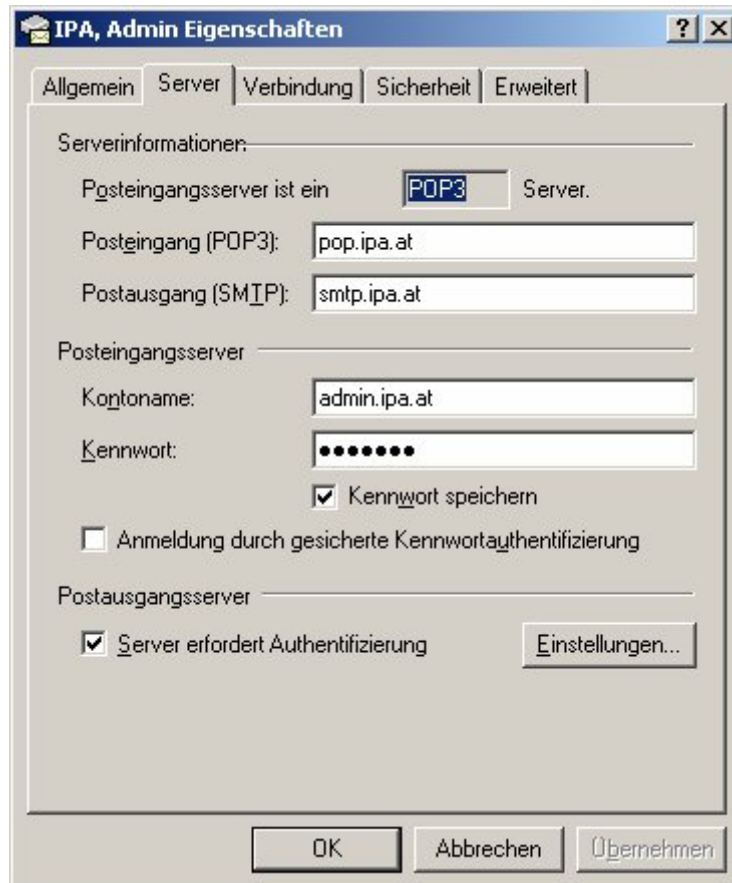 IPA, Admin Eigenschaften
Allgemein Server Verbindung Sicherheit Erweitert
Serverinformationen
Posteingangsserver ist ein POP3 Server.
Posteingang (POP3): pop.ipa.at
Postausgang (SMTP): smtp.ipa.at
Posteingangsserver
Kontoname: admin.ipa.at
Kennwort: ●●●●●●●
Kennwort speichern
Anmeldung durch gesicherte Kennwortauthentifizierung
Postausgangsserver
Server erfordert Authentifizierung Einstellungen...
OK Abbrechen Übernehmen